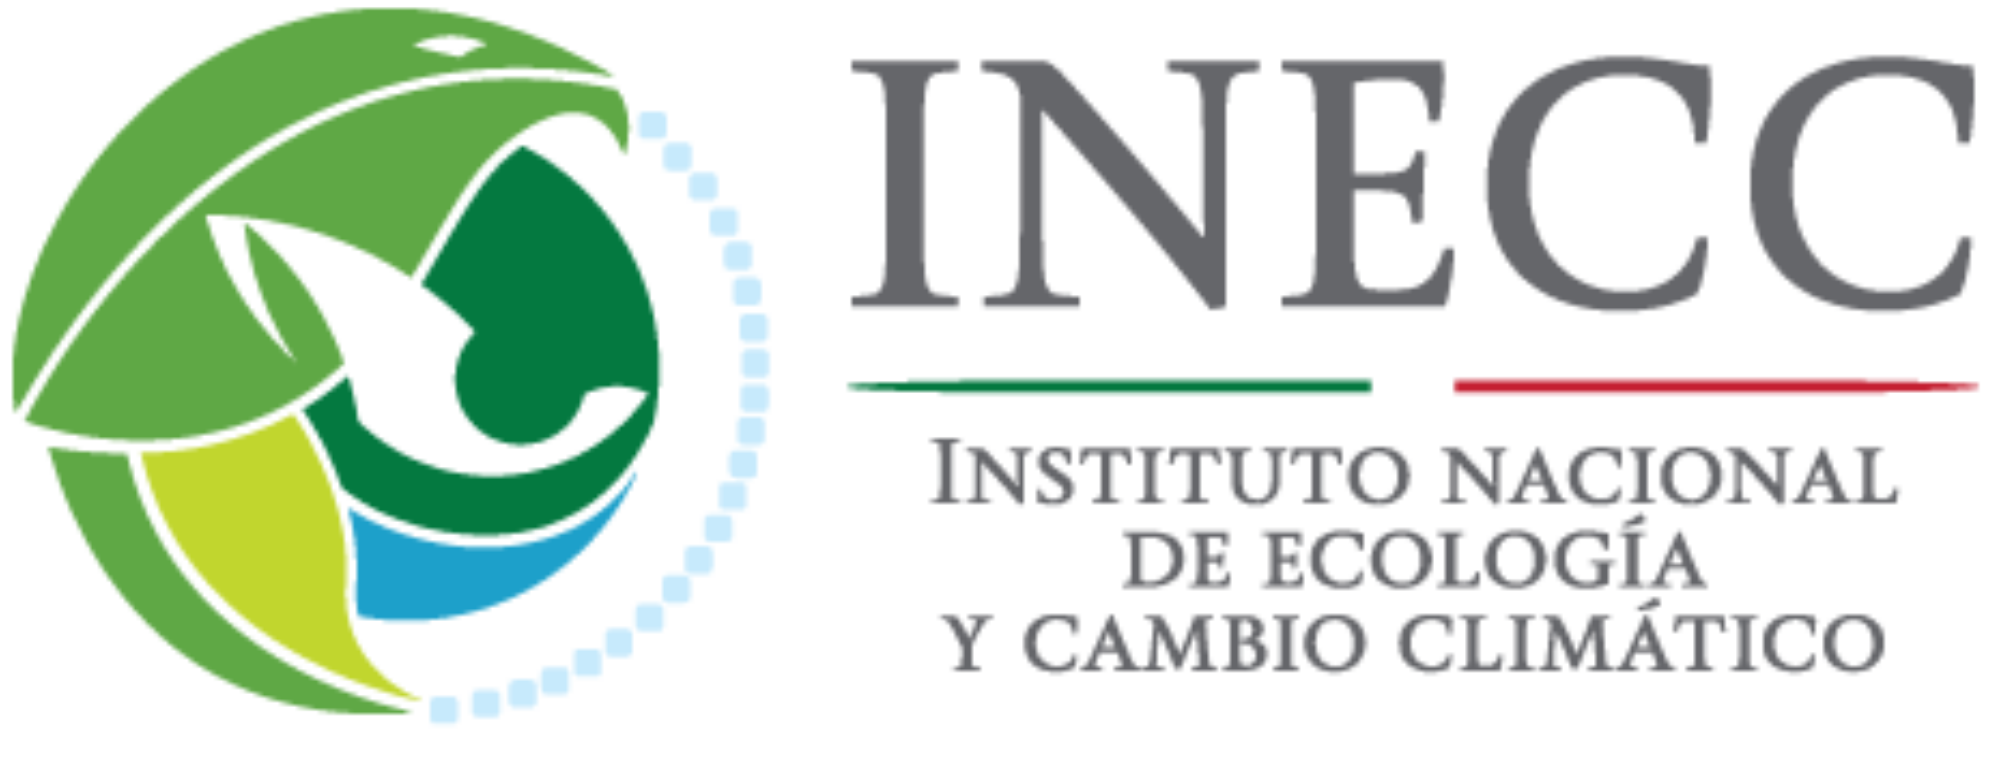 INECC
INSTITUTO NACIONAL
DE ECOLOGÍA
Y CAMBIO CLIMÁTICO